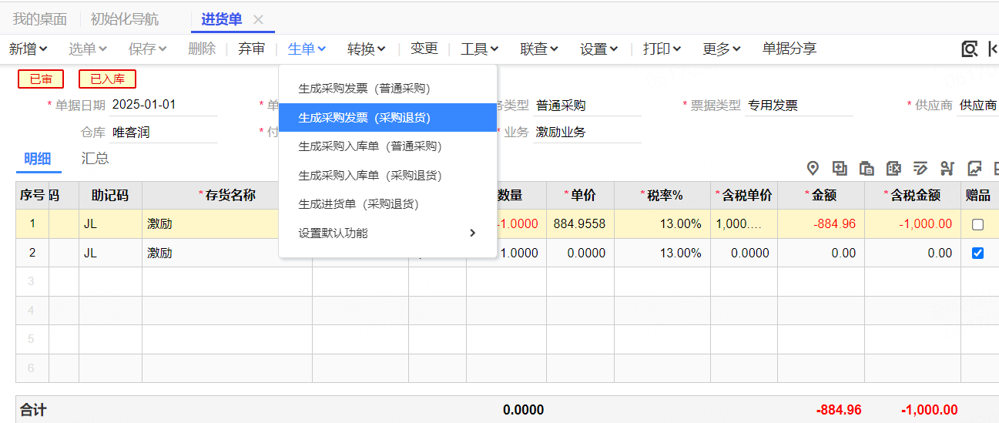 我的桌面 初始化导航 进货单
新增 选单 保存 删除 弃审 生单 转换 变更 工具 联查 设置 打印 更多 单据分享
已审 已入库
* 单据日期 2025-01-01 * 单 务类型 普通采购 * 票据类型 专用发票 * 供应商 供应商
仓库 唯客润 * 付 * 业务 激励业务
生成采购发票（普通采购）
生成采购发票（采购退货）
生成采购入库单（普通采购）
生成采购入库单（采购退货）
生成进货单（采购退货）
设置默认功能
明细 汇总
序号 码 助记码 *存货名称 数量 *单价 *税率% *含税单价 *金额 *含税金额 赠品
1 JL 激励 -1.0000 884.9558 13.00% 1,000.... -884.96 -1,000.00
2 JL 激励 1.0000 0.0000 13.00% 0.0000 0.00 0.00
3
4
5
6
合计 0.0000 -884.96 -1,000.00